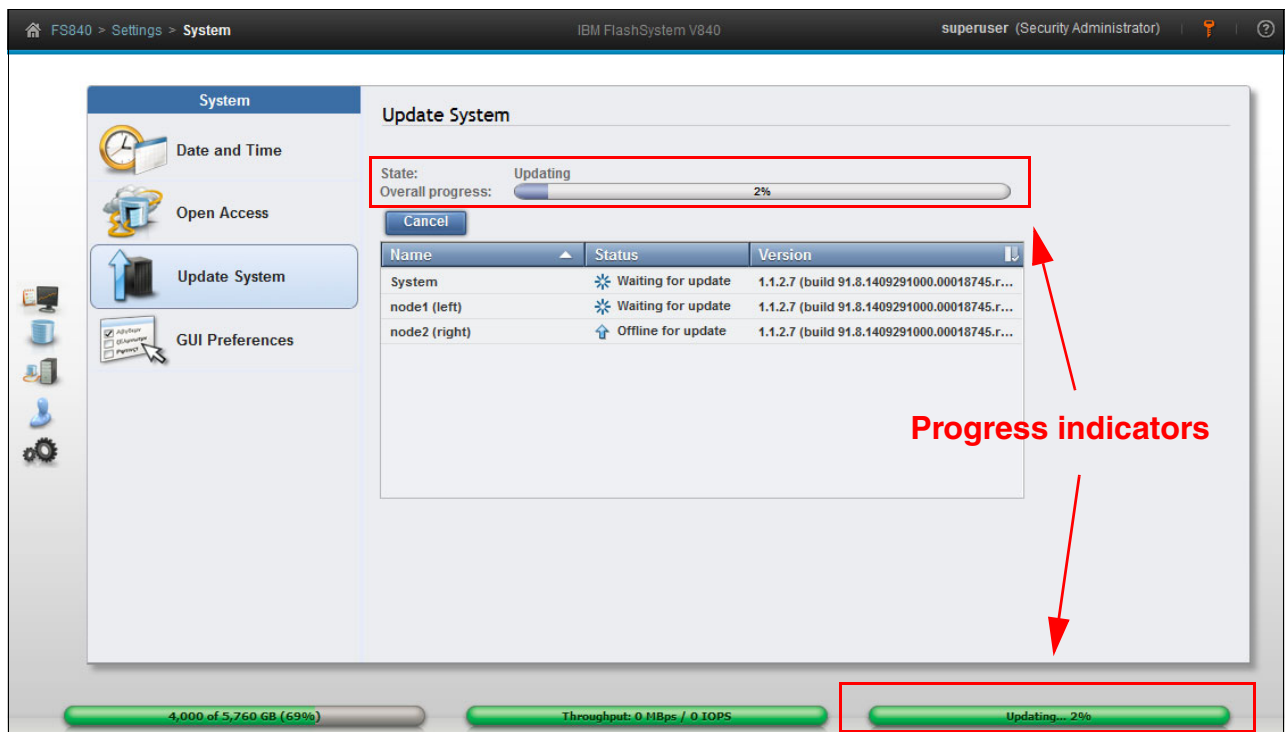 FS840 > Settings > System
IBM FlashSystem V840
superuser (Security Administrator)
System
Date and Time
Open Access
Update System
GUI Preferences
Update System
State: Updating
Overall progress: 2%
Cancel
Name Status Version
System Waiting for update 1.1.2.7 (build 91.8.1409291000.00018745.r...
node1 (left) Waiting for update 1.1.2.7 (build 91.8.1409291000.00018745.r...
node2 (right) Offline for update 1.1.2.7 (build 91.8.1409291000.00018745.r...
Progress indicators
4,000 of 5,760 GB (69%)
Throughput: 0 MBps / 0 IOPS
Updating... 2%